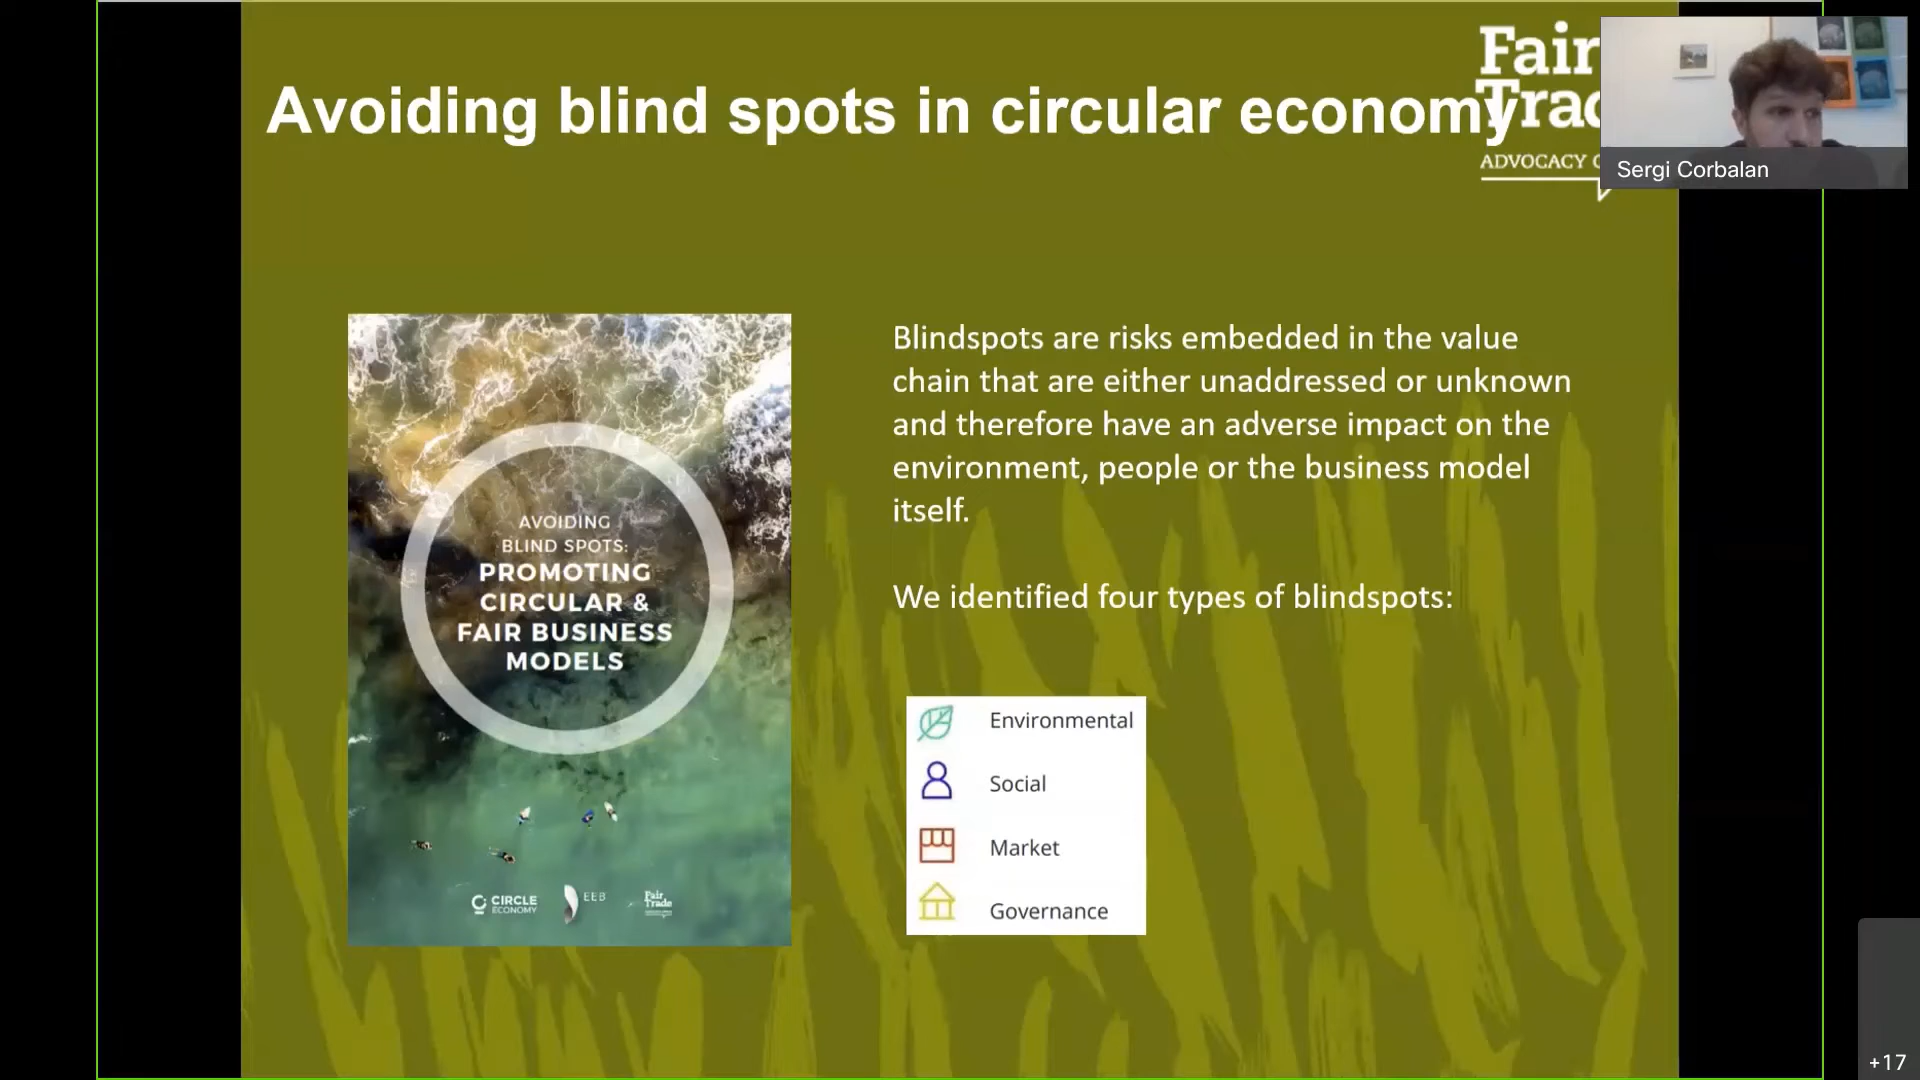 Avoiding blind spots in circular economy
Fair
Trade
ADVOCACY
Sergi Corbalan
Blindspots are risks embedded in the value
chain that are either unaddressed or unknown
and therefore have an adverse impact on the
environment, people or the business model
itself.
We identified four types of blindspots:
AVOIDING
BLIND SPOTS:
PROMOTING
CIRCULAR &
FAIR BUSINESS
MODELS
CIRCLE
ECONOMY
EEB
Fair
Trade
Environmental
Social
Market
Governance
+17